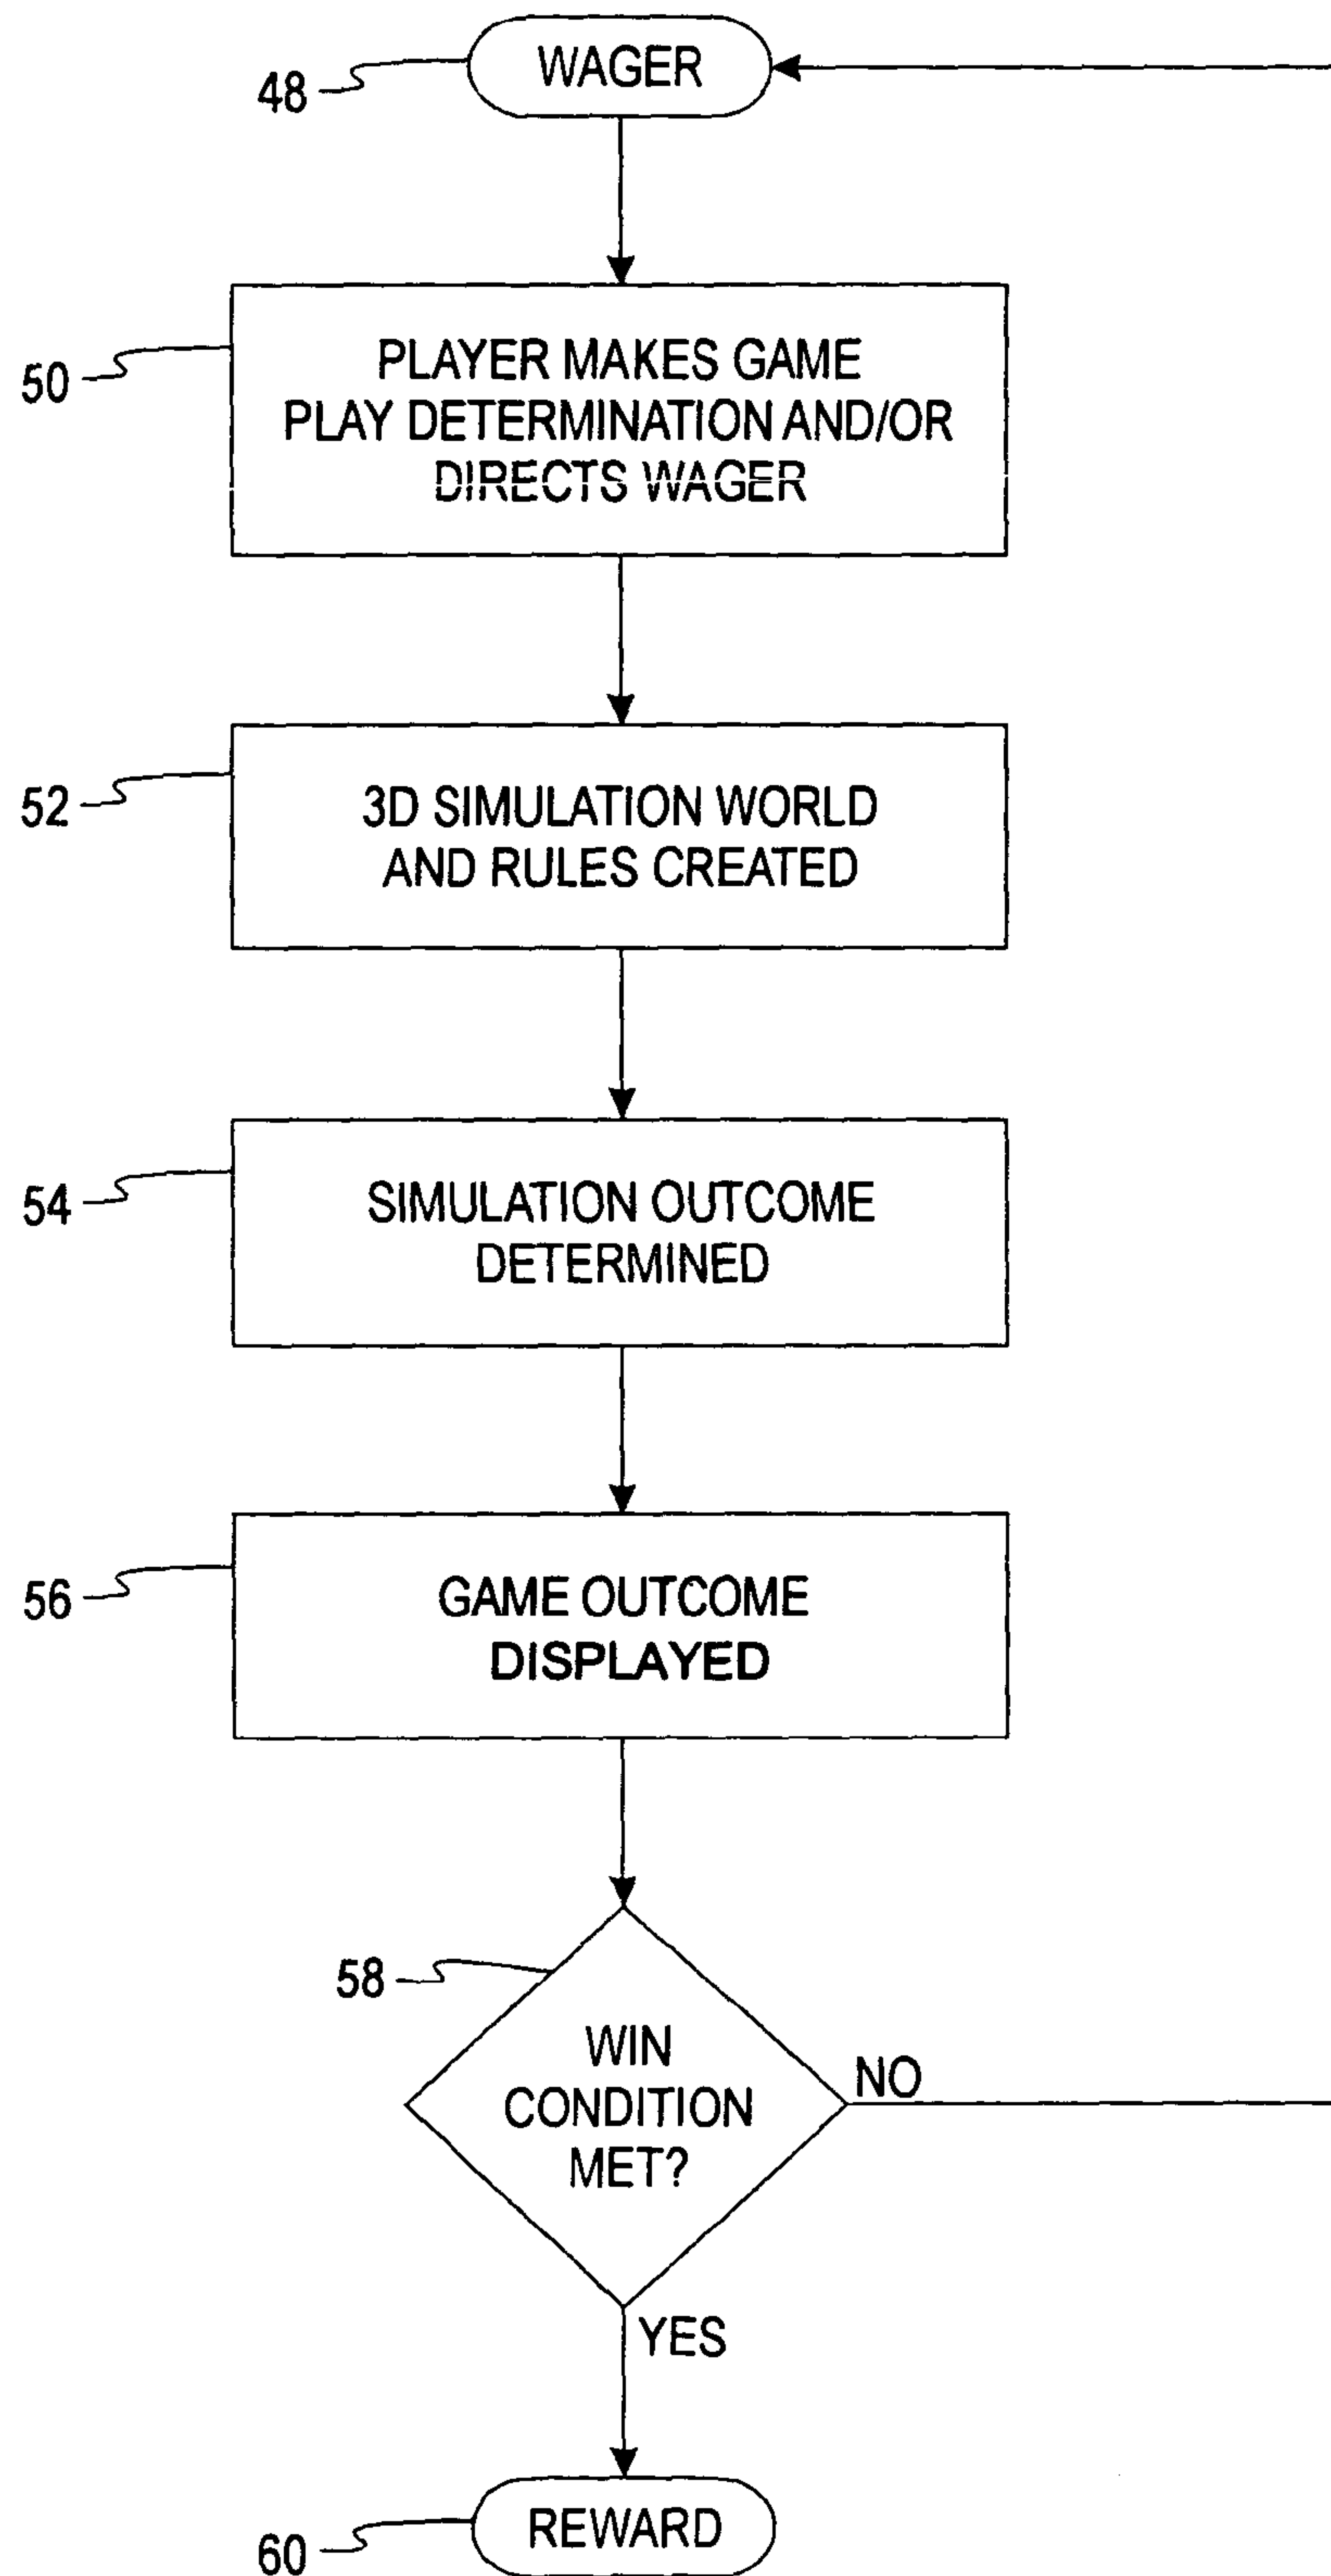 48
WAGER
50
PLAYER MAKES GAME
PLAY DETERMINATION AND/OR
DIRECTS WAGER
52
3D SIMULATION WORLD
AND RULES CREATED
54
SIMULATION OUTCOME
DETERMINED
56
GAME OUTCOME
DISPLAYED
58
WIN
CONDITION
MET?
NO
YES
60
REWARD